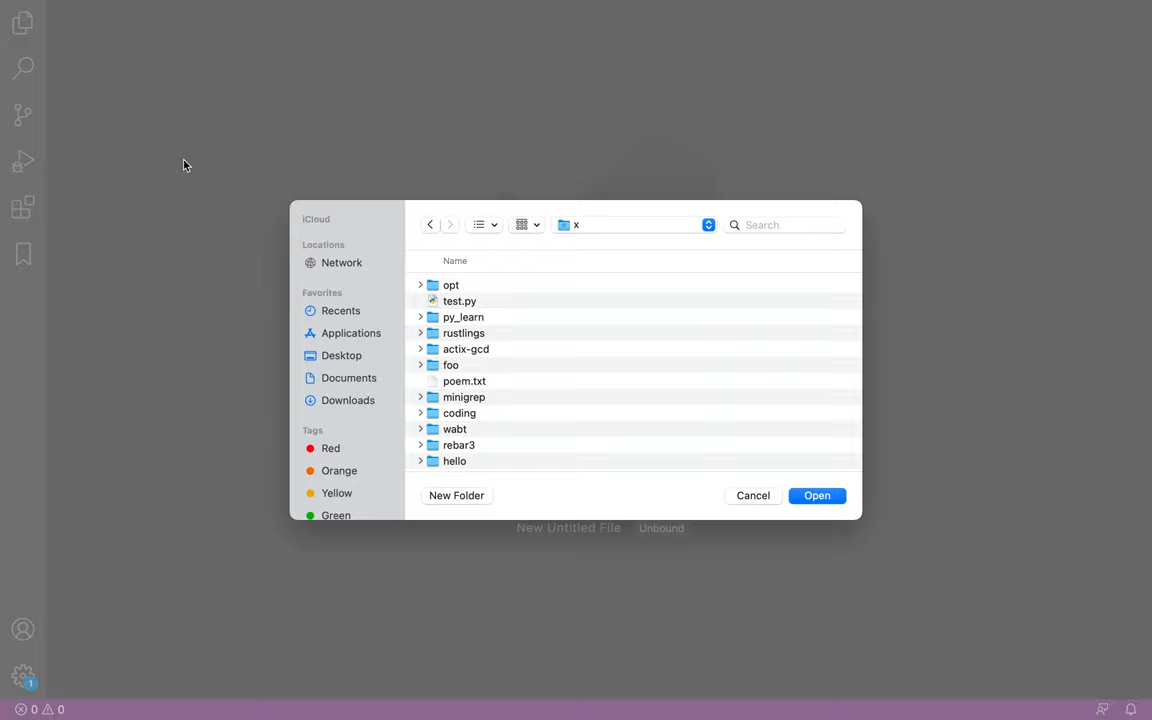 iCloud
Locations
Network
Favorites
Recents
Applications
Desktop
Documents
Downloads
Tags
Red
Orange
Yellow
Green
x
Search
Name
opt
test.py
py_learn
rustlings
actix-gcd
foo
poem.txt
minigrep
coding
wabt
rebar3
hello
New Folder
Cancel
Open
New Untitled File Unbound
1
0 0